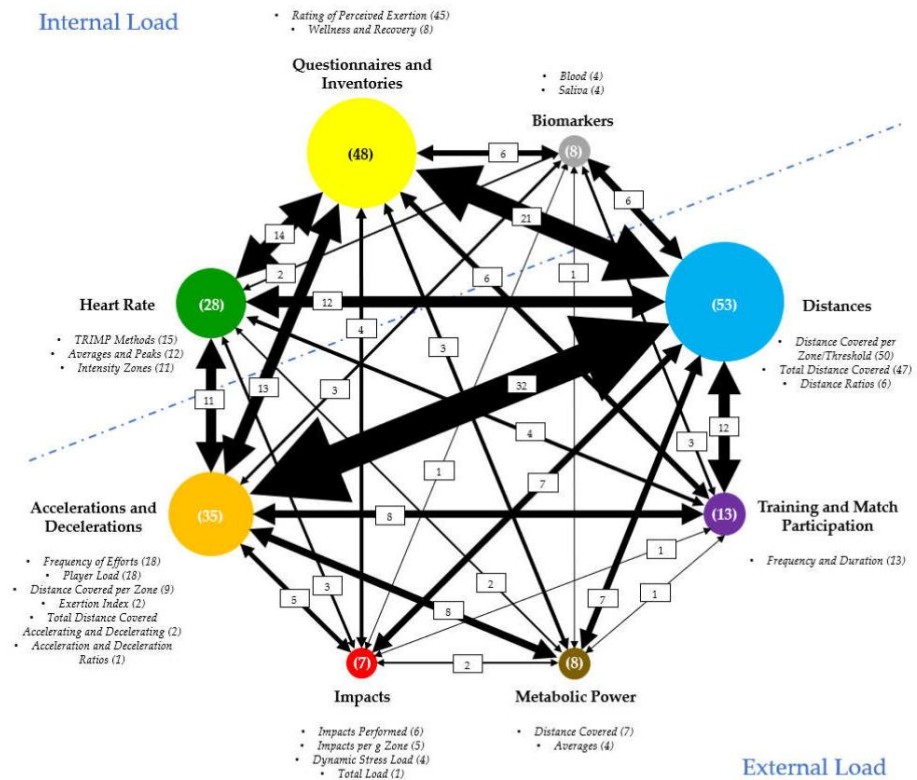 Internal Load
• Rating of Perceived Exertion (45)
• Wellness and Recovery (8)
Questionnaires and
Inventories
(48)
• Blood (4)
• Saliva (4)
Biomarkers
(8)
6
6
21
14
2
1
Heart Rate
(28)
12
6
(53)
Distances
• TRIMP Methods (15)
• Averages and Peaks (12)
• Intensity Zones (11)
• Distance Covered per
Zone/Threshold (50)
• Total Distance Covered (47)
• Distance Ratios (6)
4
3
11
13
3
32
12
4
3
1
7
Accelerations and
Decelerations
(35)
8
(13)
Training and Match
Participation
• Frequency of Efforts (18)
• Player Load (18)
• Distance Covered per Zone (9)
• Exertion Index (2)
• Total Distance Covered
Accelerating and Decelerating (2)
• Acceleration and Deceleration
Ratios (1)
• Frequency and Duration (13)
1
3
2
5
8
7
1
(7)
2
(8)
Impacts
Metabolic Power
• Impacts Performed (6)
• Impacts per g Zone (5)
• Dynamic Stress Load (4)
• Total Load (1)
• Distance Covered (7)
• Averages (4)
External Load